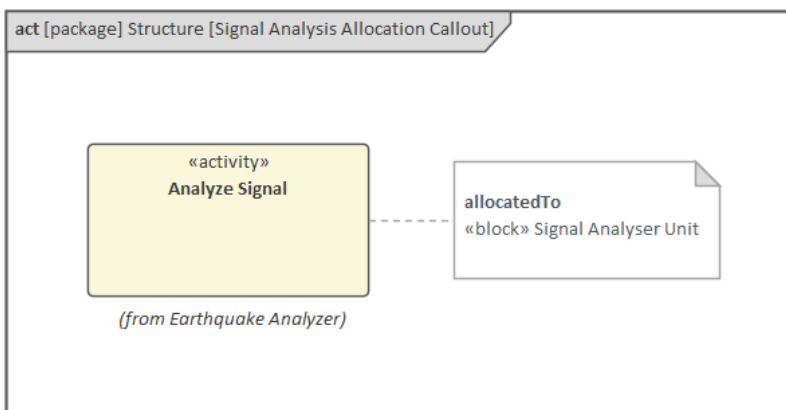 act [package] Structure [Signal Analysis Allocation Callout]
«activity»
Analyze Signal
allocatedTo
«block» Signal Analyser Unit
(from Earthquake Analyzer)